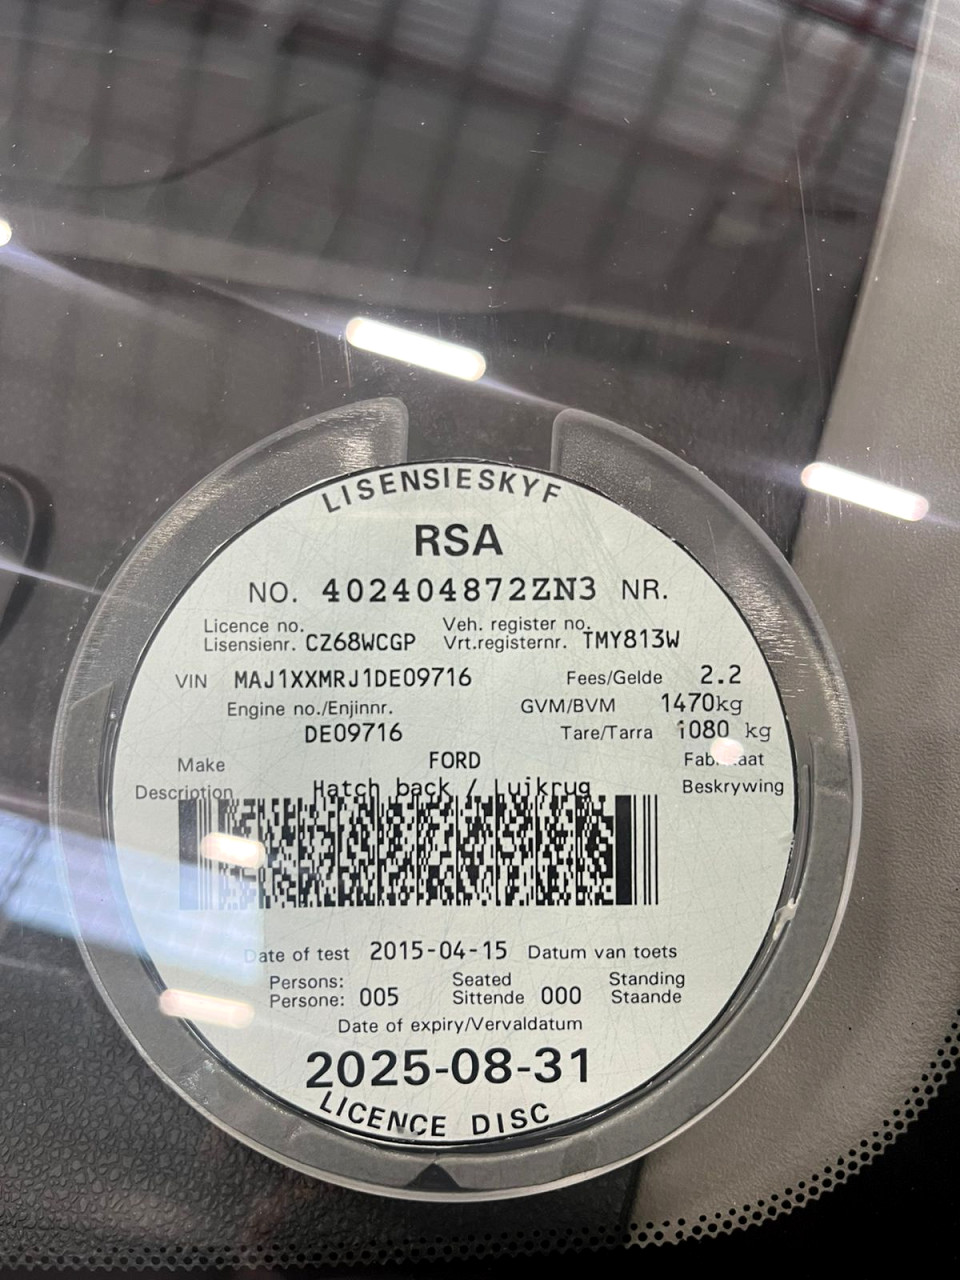 LISENSIESKYF
RSA
NO. 402404872ZN3 NR.
Licence no. Veh. register no.
Lisensienr. CZ68WCGP Vrt.registernr. TMY813W
VIN MAJ1XXMRJ1DE09716 Fees/Gelde 2.2
Engine no./Enjinnr. GVM/BVM 1470kg
DE09716 Tare/Tarra 1080 kg
Make FORD
Description Hatch back / Luikrug Beskrywing
Date of test 2015-04-15 Datum van toets
Persons: Seated Standing
Persone: 005 Sittende 000 Staande
Date of expiry/Vervaldatum
2025-08-31
LICENCE DISC